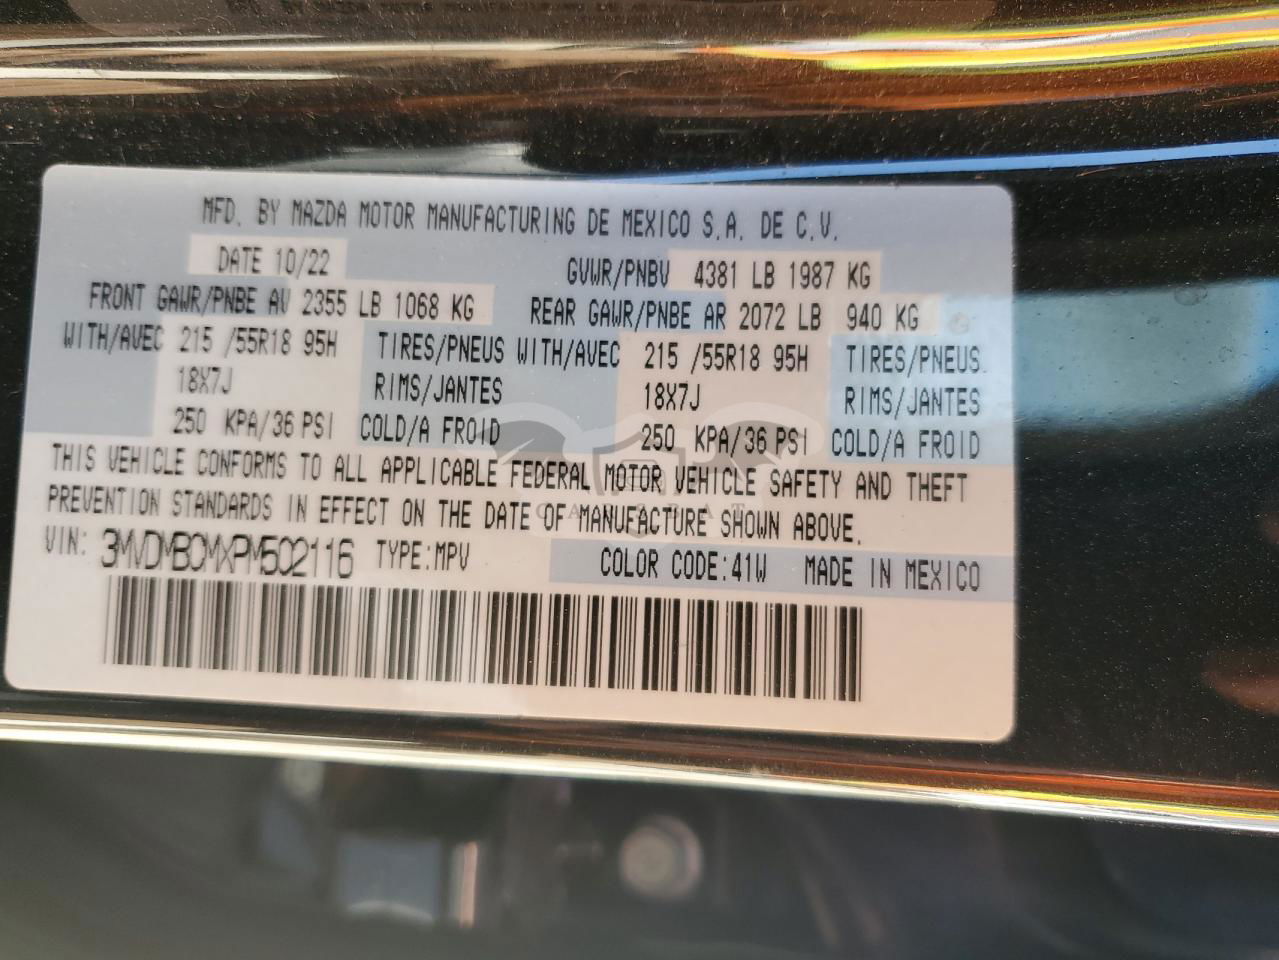 MFD. BY MAZDA MOTOR MANUFACTURING DE MEXICO S.A. DE C.V.
DATE 10/22 GVWR/PNBV 4381 LB 1987 KG
FRONT GAWR/PNBE AV 2355 LB 1068 KG REAR GAWR/PNBE AR 2072 LB 940 KG
WITH/AVEC 215 /55R18 95H TIRES/PNEUS WITH/AVEC 215 /55R18 95H TIRES/PNEUS
18X7J RIMS/JANTES 18X7J RIMS/JANTES
250 KPA/36 PSI COLD/A FROID 250 KPA/36 PSI COLD/A FROID
THIS VEHICLE CONFORMS TO ALL APPLICABLE FEDERAL MOTOR VEHICLE SAFETY AND THEFT
PREVENTION STANDARDS IN EFFECT ON THE DATE OF MANUFACTURE SHOWN ABOVE.
VIN: 3MVDMBCMXPM502116 TYPE:MPV COLOR CODE:41W MADE IN MEXICO